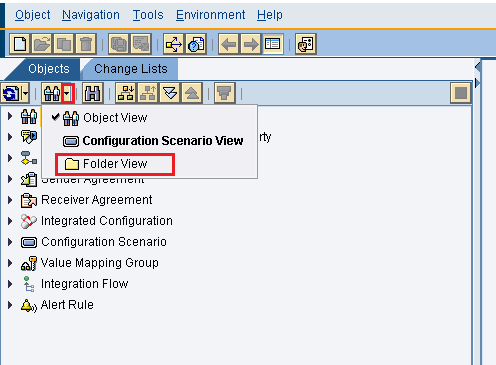 Object Navigation Tools Environment Help
Objects Change Lists
Object View
Configuration Scenario View
rty
Folder View
Sender Agreement
Receiver Agreement
Integrated Configuration
Configuration Scenario
Value Mapping Group
Integration Flow
Alert Rule